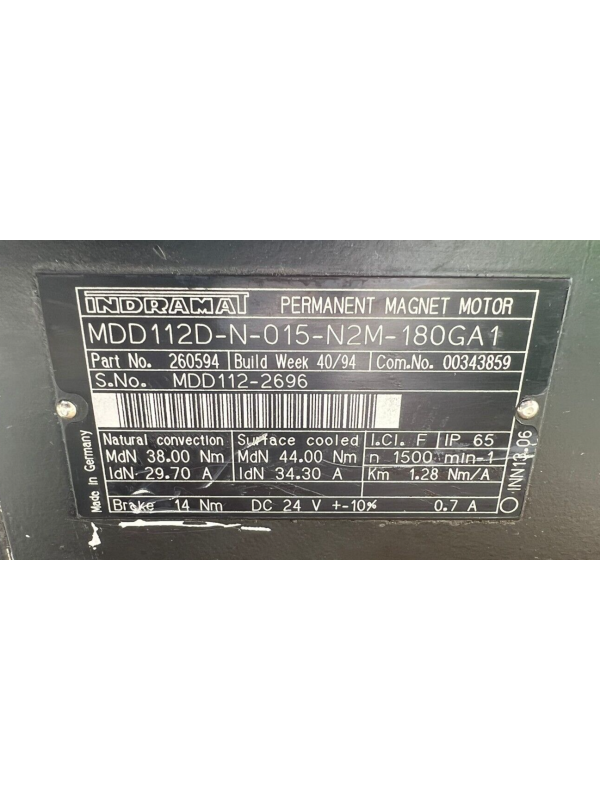 INDRAMAT PERMANENT MAGNET MOTOR
MDD112D-N-015-N2M-180GA1
Part No. 260594 Build Week 40/94 Com.No. 00343859
S.No. MDD112-2696
Natural convection Surface cooled I.Cl. F IP 65
MdN 38.00 Nm MdN 44.00 Nm n 1500 min-1
IdN 29.70 A IdN 34.30 A Km 1.28 Nm/A
Brake 14 Nm DC 24 V +-10% 0.7 A
Made in Germany